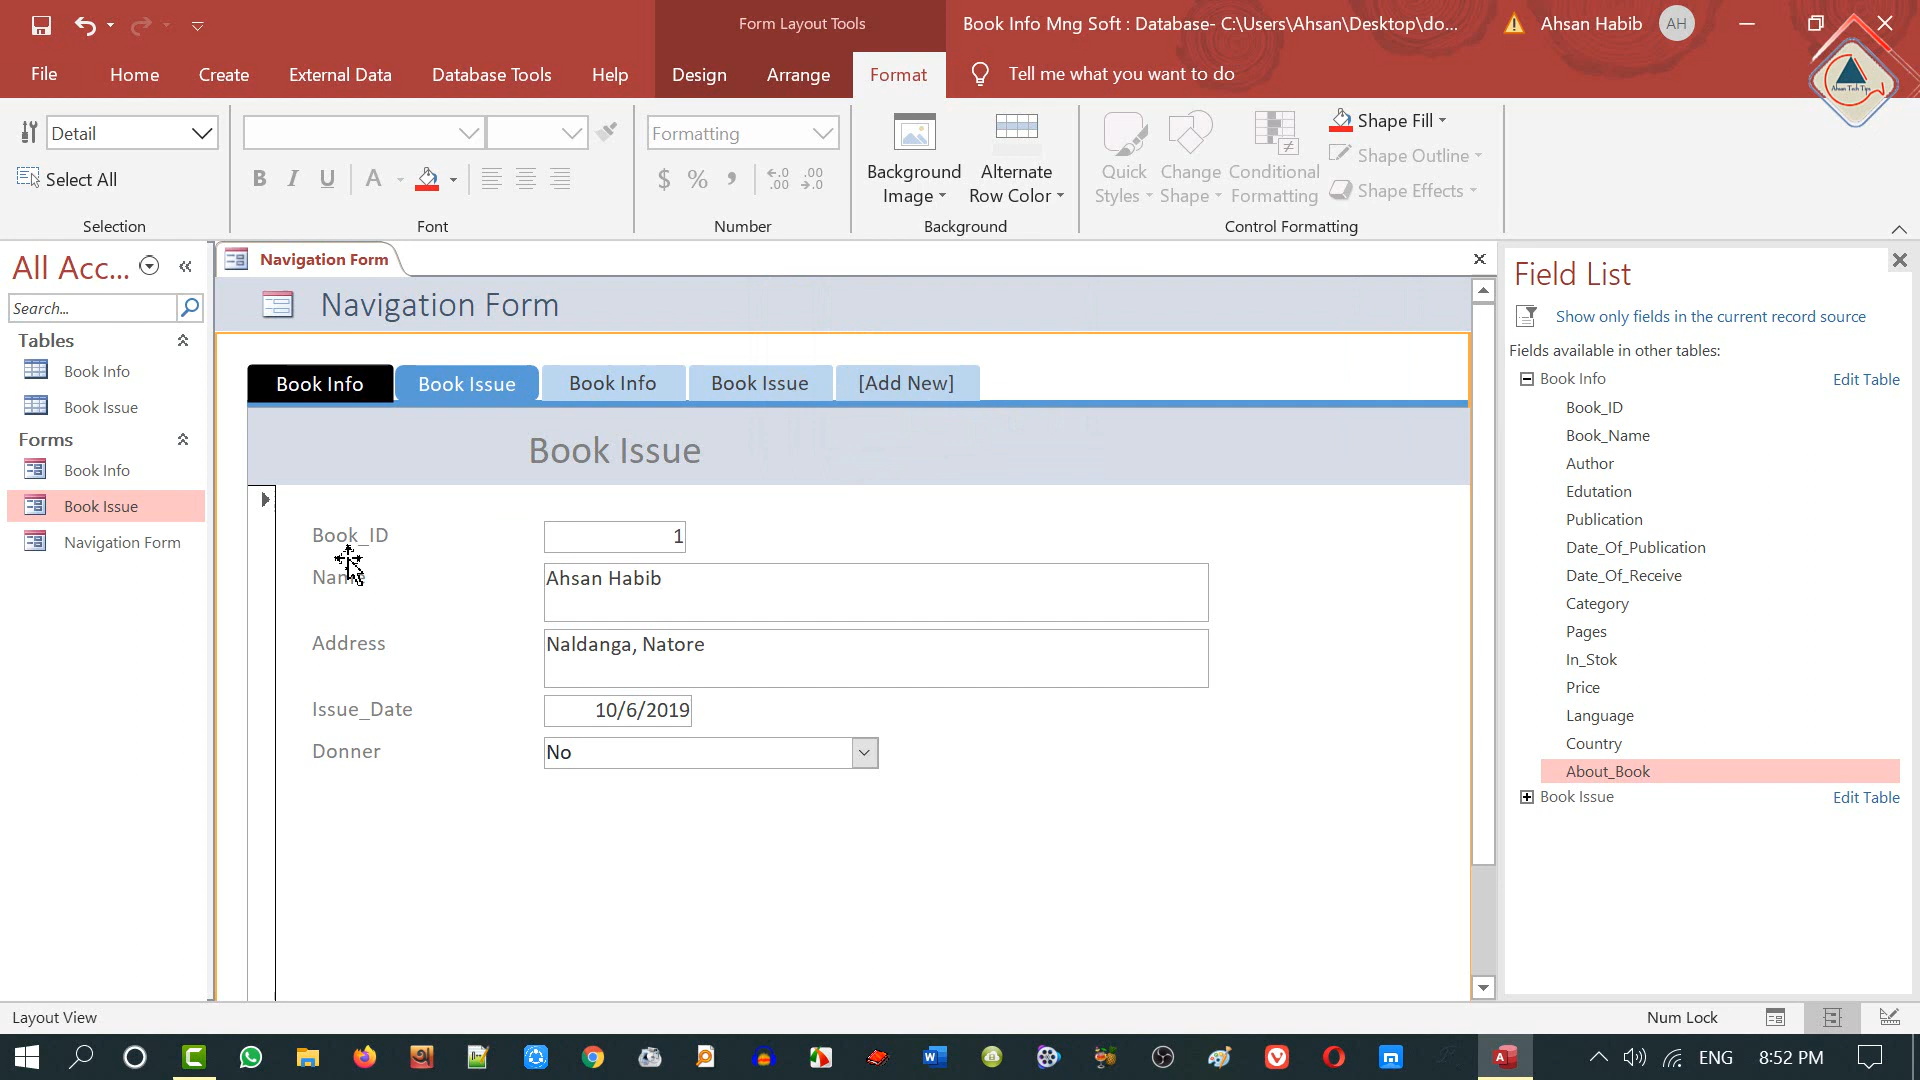 Form Layout Tools
Book Info Mng Soft : Database- C:\Users\Ahsan\Desktop\do...
Ahsan Habib
AH
File
Home
Create
External Data
Database Tools
Help
Design
Arrange
Format
Tell me what you want to do
Ahsan Tech Tips
Detail
Select All
Selection
B I U A
Font
Formatting
$ % ,
Number
Background Image
Alternate Row Color
Background
Quick Styles
Change Shape
Conditional Formatting
Shape Fill
Shape Outline
Shape Effects
Control Formatting
All Acc...
Search...
Tables
Book Info
Book Issue
Forms
Book Info
Book Issue
Navigation Form
Navigation Form
Navigation Form
Book Info
Book Issue
Book Info
Book Issue
[Add New]
Book Issue
Book_ID
1
Name
Ahsan Habib
Address
Naldanga, Natore
Issue_Date
10/6/2019
Donner
No
Field List
Show only fields in the current record source
Fields available in other tables:
Book Info
Edit Table
Book_ID
Book_Name
Author
Edutation
Publication
Date_Of_Publication
Date_Of_Receive
Category
Pages
In_Stok
Price
Language
Country
About_Book
Book Issue
Edit Table
Layout View
Num Lock
ENG
8:52 PM